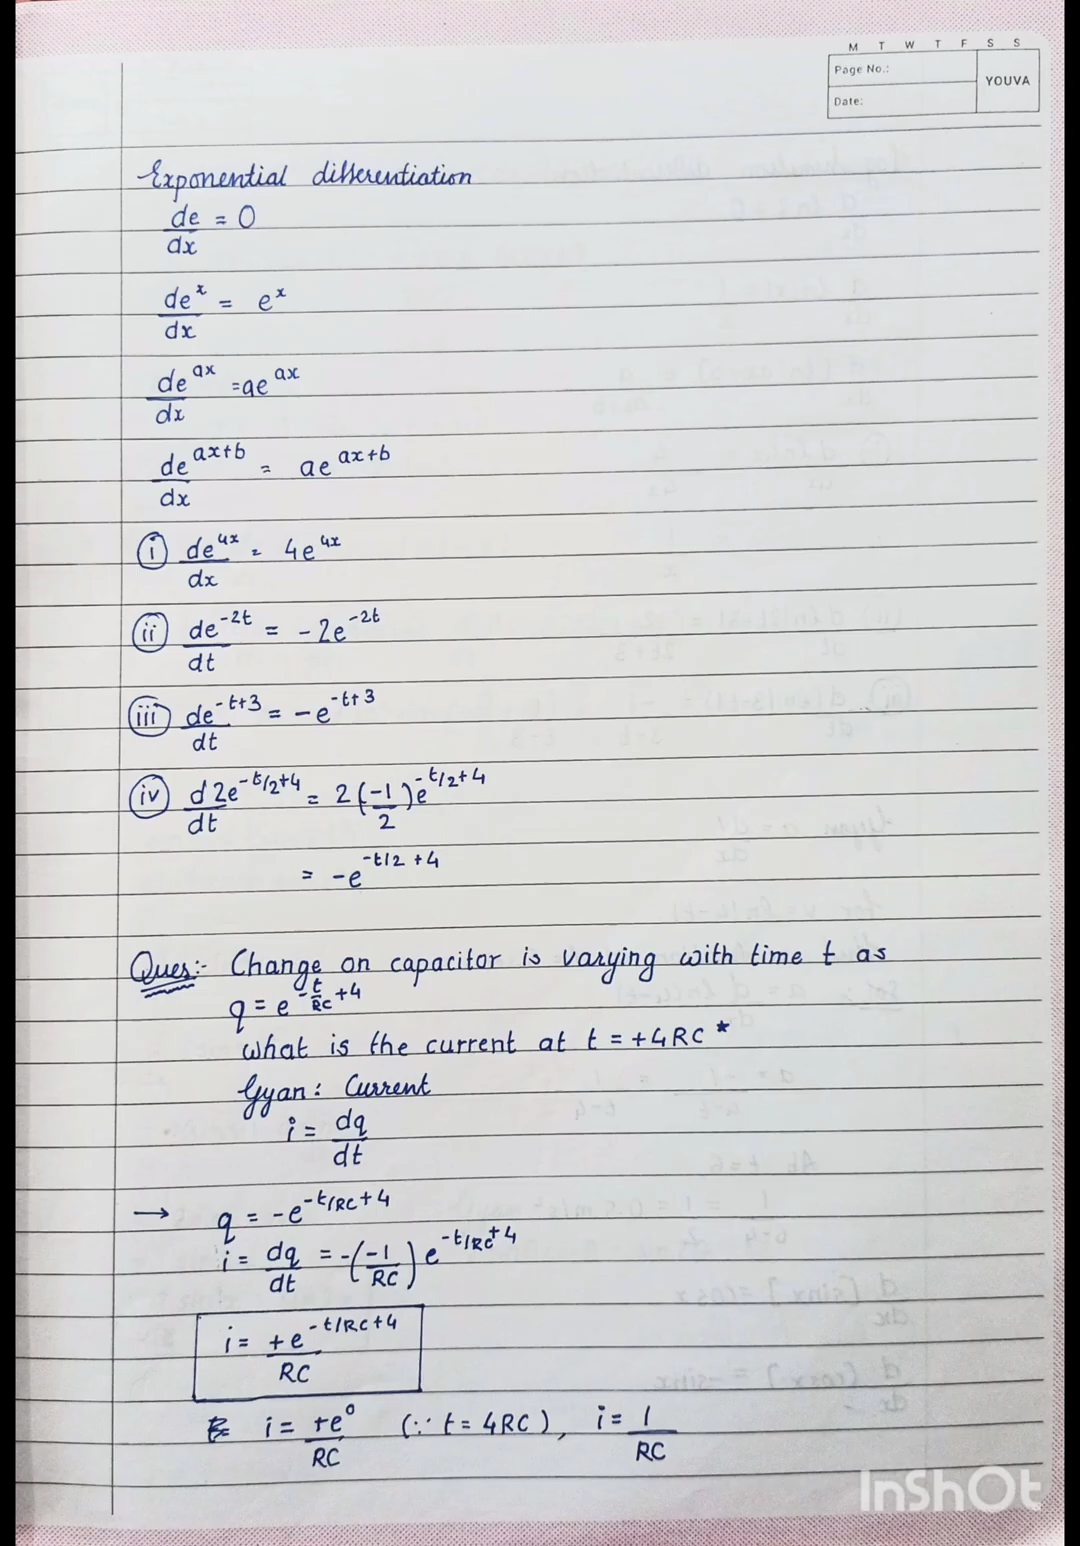 M T W T F S S
Page No.:
YOUVA
Date:
Exponential differentiation
de/dx = 0
de^x/dx = e^x
de^ax/dx = ae^ax
de^ax+b/dx = ae^ax+b
(i) de^4x/dx = 4e^4x
(ii) de^-2t/dt = -2e^-2t
(iii) de^-t+3/dt = -e^-t+3
(iv) d2e^-t/2+4/dt = 2(-1/2)e^-t/2+4
= -e^-t/2+4
Ques:- Change on capacitor is varying with time t as
q = e^-t/RC+4
what is the current at t = +4RC *
Gyan: Current
i = dq/dt
→ q = -e^-t/RC+4
i = dq/dt = -(-1/RC) e^-t/RC+4
i = +e^-t/RC+4/RC
i = +e^0/RC (∵ t = 4RC), i = 1/RC
InShOt